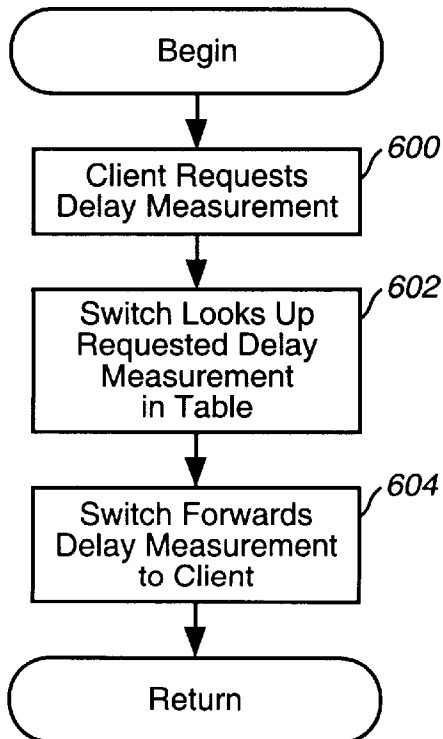 Begin
600
Client Requests
Delay Measurement
602
Switch Looks Up
Requested Delay
Measurement
in Table
604
Switch Forwards
Delay Measurement
to Client
Return